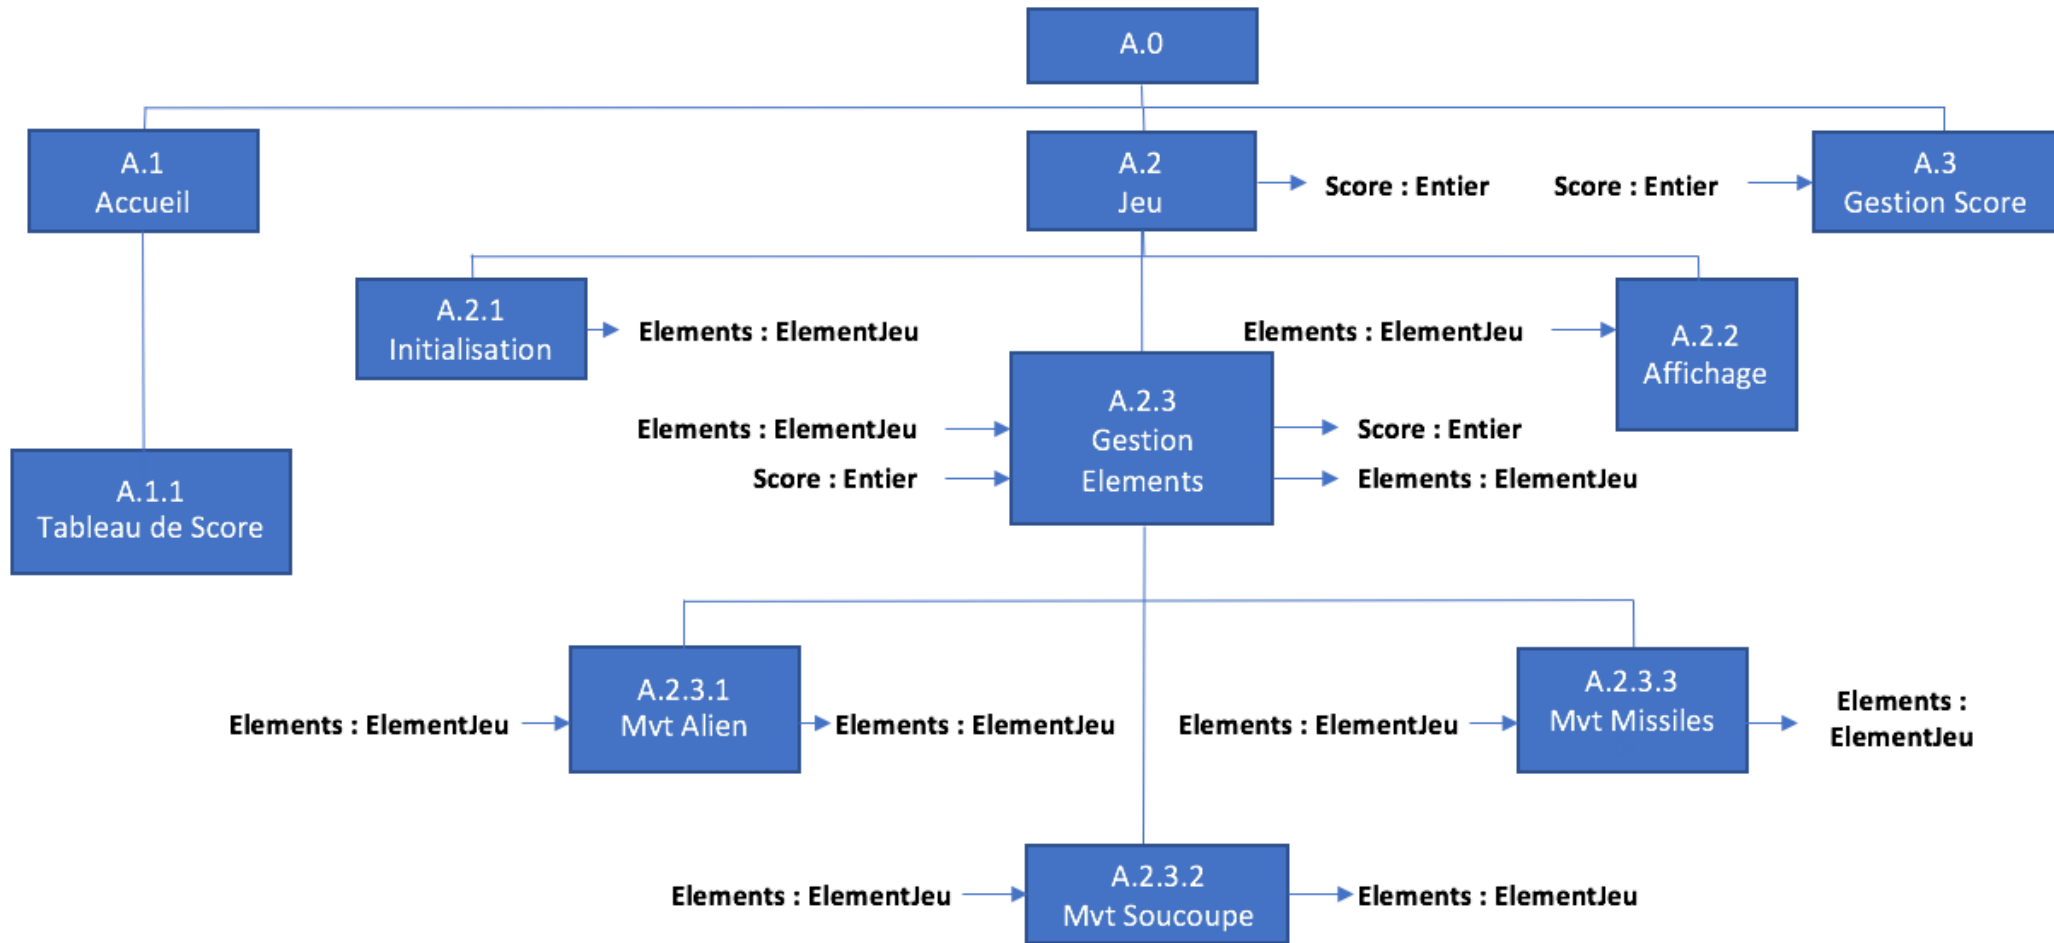 A.0
A.1
Accueil
A.2
Jeu
Score : Entier
Score : Entier
A.3
Gestion Score
A.2.1
Initialisation
Elements : ElementJeu
Elements : ElementJeu
A.2.2
Affichage
A.2.3
Gestion
Elements
Elements : ElementJeu
Score : Entier
Score : Entier
Elements : ElementJeu
A.1.1
Tableau de Score
Elements : ElementJeu
A.2.3.1
Mvt Alien
Elements : ElementJeu
Elements : ElementJeu
A.2.3.3
Mvt Missiles
Elements :
ElementJeu
Elements : ElementJeu
A.2.3.2
Mvt Soucoupe
Elements : ElementJeu